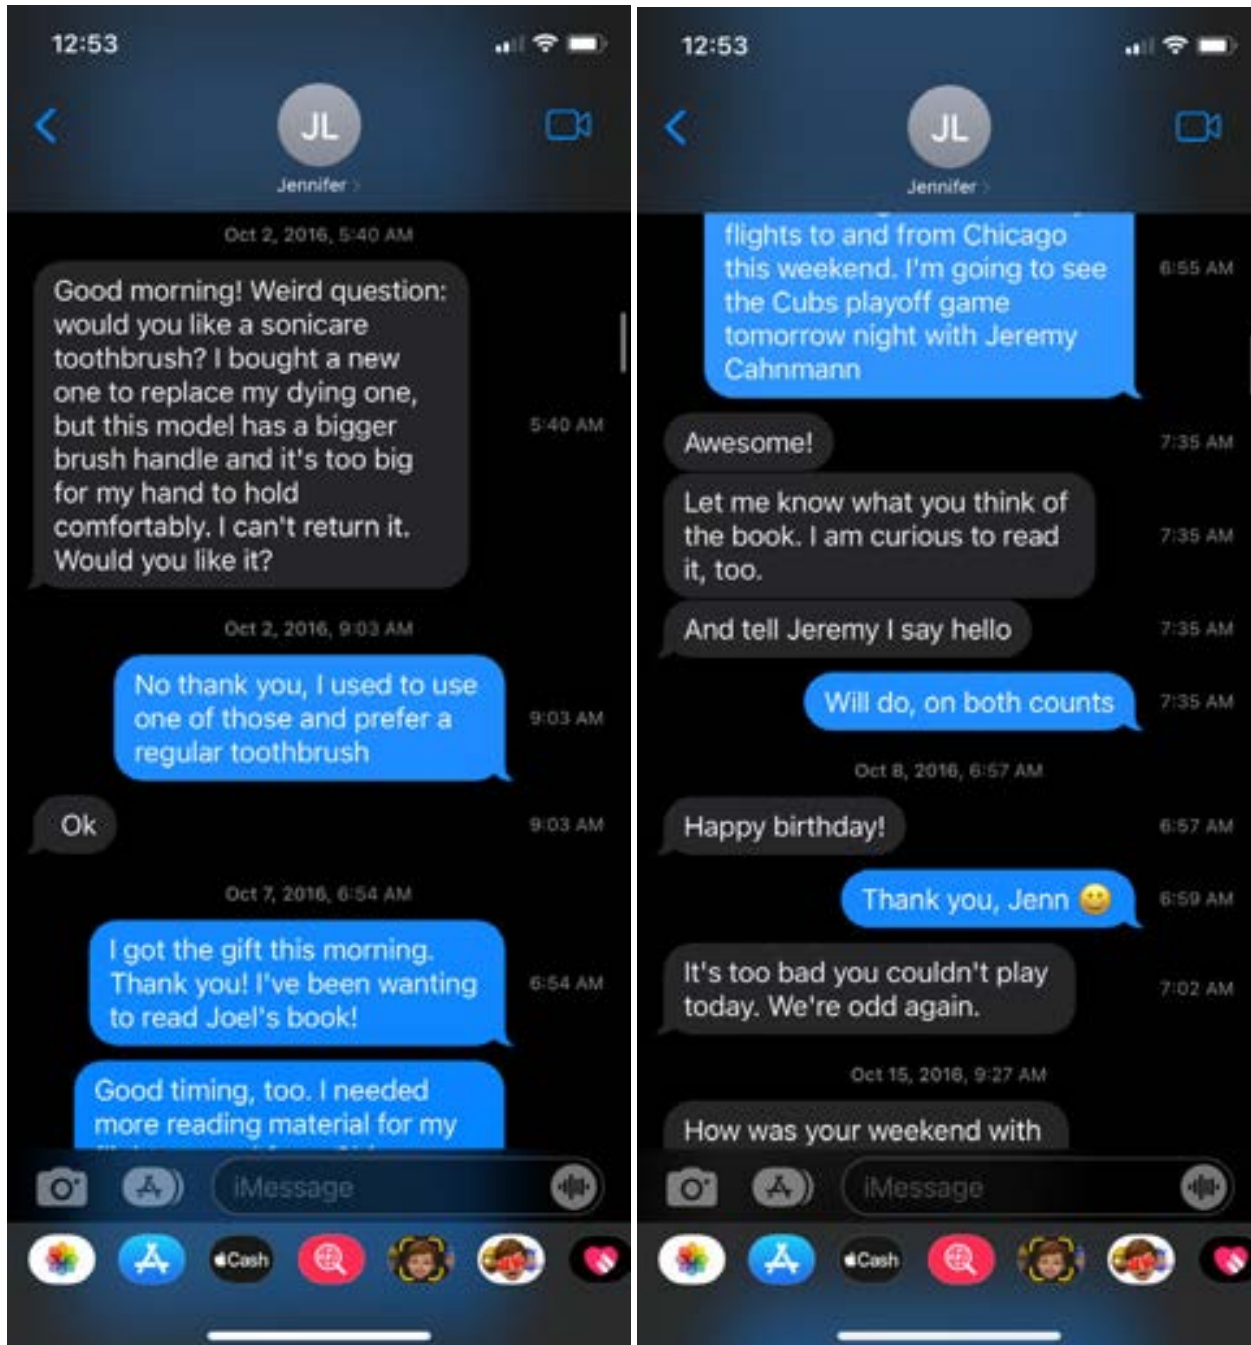 12:53
JL
Jennifer
Oct 2, 2016, 5:40 AM
Good morning! Weird question:
would you like a sonicare
toothbrush? I bought a new
one to replace my dying one,
but this model has a bigger
brush handle and it's too big
for my hand to hold
comfortably. I can't return it.
Would you like it?
5:40 AM
Oct 2, 2016, 9:03 AM
No thank you, I used to use
one of those and prefer a
regular toothbrush
9:03 AM
Ok
9:03 AM
Oct 7, 2016, 6:54 AM
I got the gift this morning.
Thank you! I've been wanting
to read Joel's book!
6:54 AM
Good timing, too. I needed
more reading material for my
iMessage
Cash
12:53
JL
Jennifer
flights to and from Chicago
this weekend. I'm going to see
the Cubs playoff game
tomorrow night with Jeremy
Cahnmann
6:55 AM
Awesome!
7:35 AM
Let me know what you think of
the book. I am curious to read
it, too.
7:35 AM
And tell Jeremy I say hello
7:35 AM
Will do, on both counts
7:35 AM
Oct 8, 2016, 6:57 AM
Happy birthday!
6:57 AM
Thank you, Jenn 😊
6:59 AM
It's too bad you couldn't play
today. We're odd again.
7:02 AM
Oct 15, 2016, 9:27 AM
How was your weekend with
iMessage
Cash